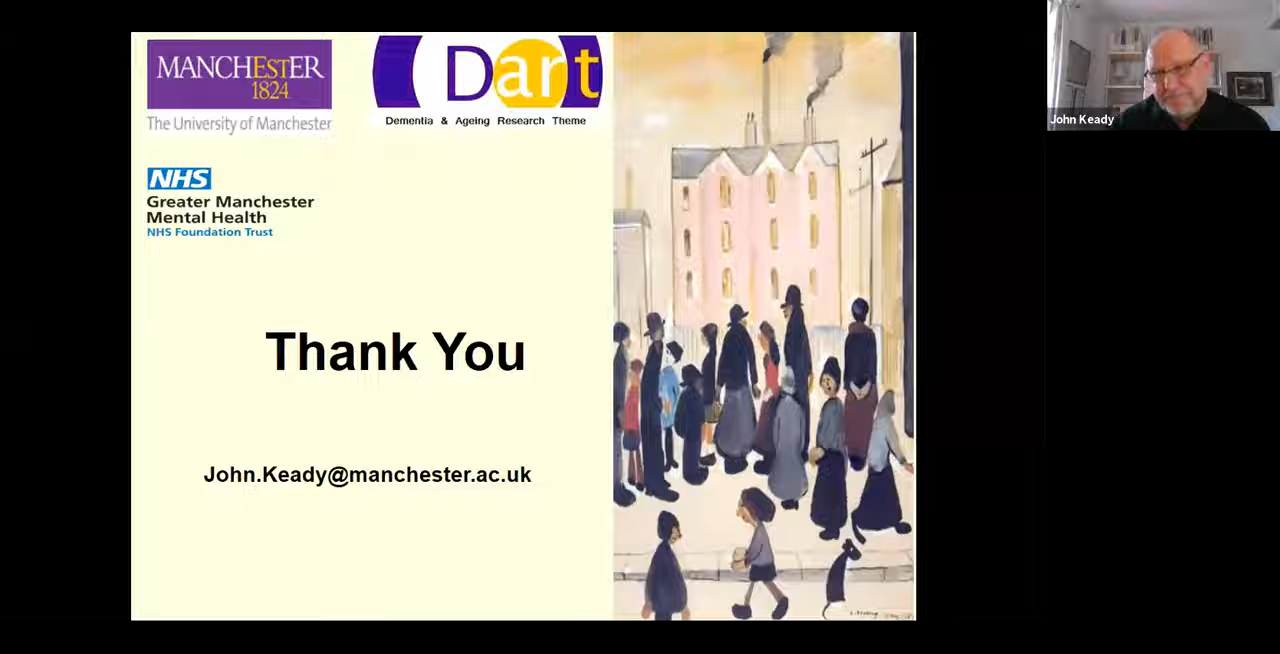 MANCHESTER
1824
The University of Manchester
Dart
Dementia & Ageing Research Theme
NHS
Greater Manchester
Mental Health
NHS Foundation Trust
Thank You
John.Keady@manchester.ac.uk
John Keady